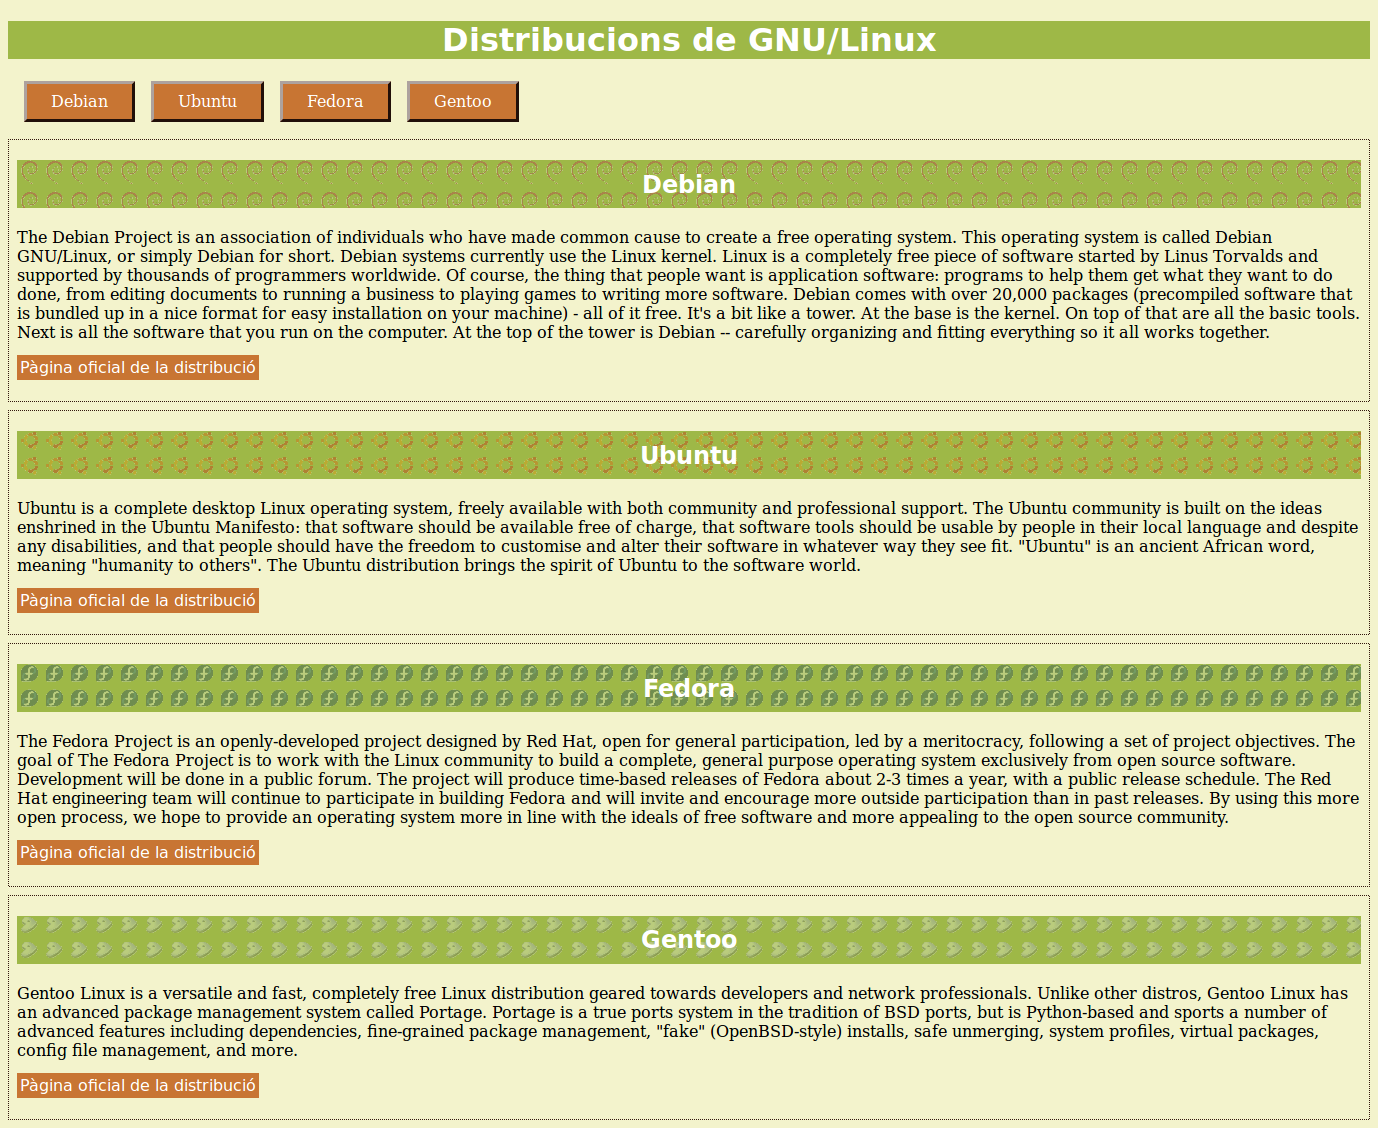 Distribucions de GNU/Linux
Debian
Ubuntu
Fedora
Gentoo
Debian
The Debian Project is an association of individuals who have made common cause to create a free operating system. This operating system is called Debian
GNU/Linux, or simply Debian for short. Debian systems currently use the Linux kernel. Linux is a completely free piece of software started by Linus Torvalds and
supported by thousands of programmers worldwide. Of course, the thing that people want is application software: programs to help them get what they want to do
done, from editing documents to running a business to playing games to writing more software. Debian comes with over 20,000 packages (precompiled software that
is bundled up in a nice format for easy installation on your machine) - all of it free. It's a bit like a tower. At the base is the kernel. On top of that are all the basic tools.
Next is all the software that you run on the computer. At the top of the tower is Debian -- carefully organizing and fitting everything so it all works together.
Pàgina oficial de la distribució
Ubuntu
Ubuntu is a complete desktop Linux operating system, freely available with both community and professional support. The Ubuntu community is built on the ideas
enshrined in the Ubuntu Manifesto: that software should be available free of charge, that software tools should be usable by people in their local language and despite
any disabilities, and that people should have the freedom to customise and alter their software in whatever way they see fit. "Ubuntu" is an ancient African word,
meaning "humanity to others". The Ubuntu distribution brings the spirit of Ubuntu to the software world.
Pàgina oficial de la distribució
Fedora
The Fedora Project is an openly-developed project designed by Red Hat, open for general participation, led by a meritocracy, following a set of project objectives. The
goal of The Fedora Project is to work with the Linux community to build a complete, general purpose operating system exclusively from open source software.
Development will be done in a public forum. The project will produce time-based releases of Fedora about 2-3 times a year, with a public release schedule. The Red
Hat engineering team will continue to participate in building Fedora and will invite and encourage more outside participation than in past releases. By using this more
open process, we hope to provide an operating system more in line with the ideals of free software and more appealing to the open source community.
Pàgina oficial de la distribució
Gentoo
Gentoo Linux is a versatile and fast, completely free Linux distribution geared towards developers and network professionals. Unlike other distros, Gentoo Linux has
an advanced package management system called Portage. Portage is a true ports system in the tradition of BSD ports, but is Python-based and sports a number of
advanced features including dependencies, fine-grained package management, "fake" (OpenBSD-style) installs, safe unmerging, system profiles, virtual packages,
config file management, and more.
Pàgina oficial de la distribució